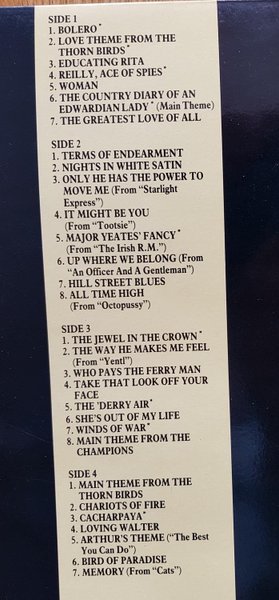 SIDE 1
1. BOLERO*
2. LOVE THEME FROM THE
THORN BIRDS*
3. EDUCATING RITA
4. REILLY, ACE OF SPIES*
5. WOMAN
6. THE COUNTRY DIARY OF AN
EDWARDIAN LADY* (Main Theme)
7. THE GREATEST LOVE OF ALL
SIDE 2
1. TERMS OF ENDEARMENT
2. NIGHTS IN WHITE SATIN
3. ONLY HE HAS THE POWER TO
MOVE ME (From "Starlight
Express")
4. IT MIGHT BE YOU
(From "Tootsie")
5. MAJOR YEATES' FANCY*
(From "The Irish R.M.")
6. UP WHERE WE BELONG (From
"An Officer And A Gentleman")
7. HILL STREET BLUES
8. ALL TIME HIGH
(From "Octopussy")
SIDE 3
1. THE JEWEL IN THE CROWN*
2. THE WAY HE MAKES ME FEEL
(From "Yentl")
3. WHO PAYS THE FERRY MAN
4. TAKE THAT LOOK OFF YOUR
FACE
5. THE 'DERRY AIR*
6. SHE'S OUT OF MY LIFE
7. WINDS OF WAR*
8. MAIN THEME FROM THE
CHAMPIONS
SIDE 4
1. MAIN THEME FROM THE
THORN BIRDS
2. CHARIOTS OF FIRE
3. CACHARPAYA*
4. LOVING WALTER
5. ARTHUR'S THEME ("The Best
You Can Do")
6. BIRD OF PARADISE
7. MEMORY (From "Cats")